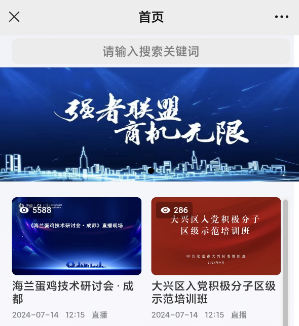 首页
请输入搜索关键词
强者联盟
商机无限
5588
《海兰蛋鸡技术研讨会·成都》直播现场
286
大兴区入党积极分子
区级示范培训班
海兰蛋鸡技术研讨会 · 成
都
大兴区入党积极分子区级
示范培训班
2024-07-14 12:15 直播
2024-07-14 12:15 直播